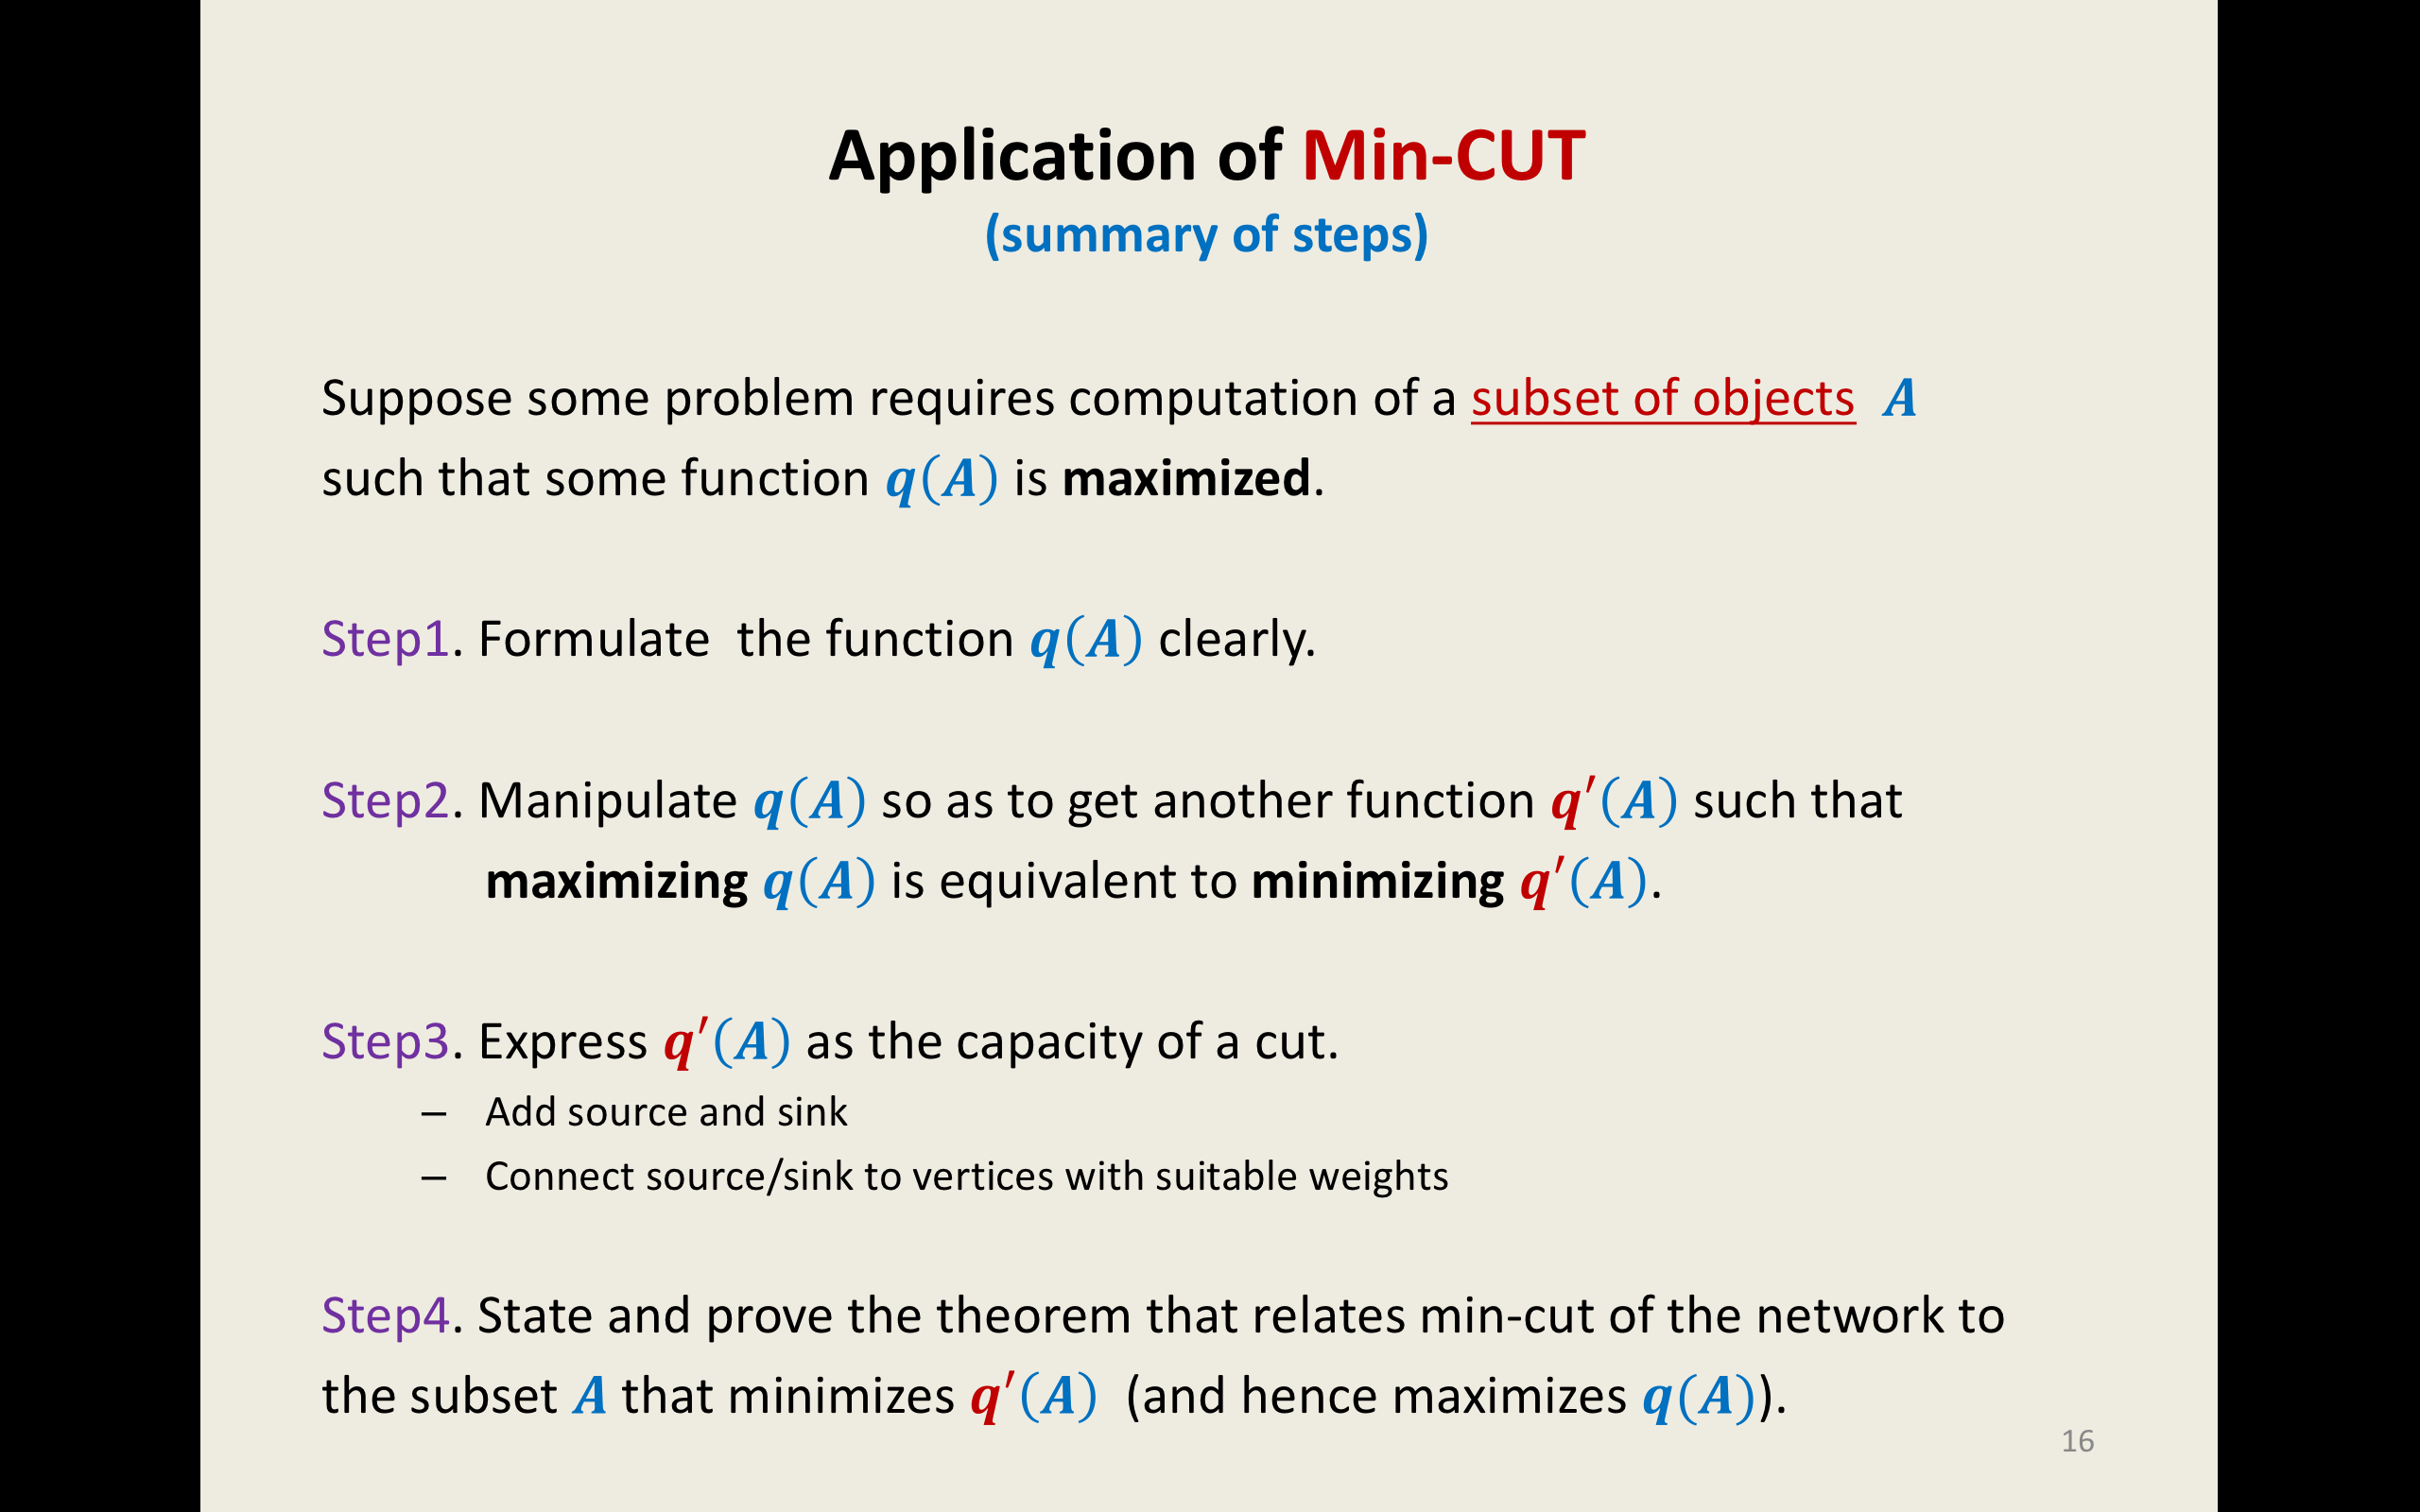 Application of Min-CUT
(summary of steps)
Suppose some problem requires computation of a subset of objects A
such that some function q(A) is maximized.
Step1. Formulate the function q(A) clearly.
Step2. Manipulate q(A) so as to get another function q′(A) such that
maximizing q(A) is equivalent to minimizing q′(A).
Step3. Express q′(A) as the capacity of a cut.
– Add source and sink
– Connect source/sink to vertices with suitable weights
Step4. State and prove the theorem that relates min-cut of the network to
the subset A that minimizes q′(A) (and hence maximizes q(A)).
16